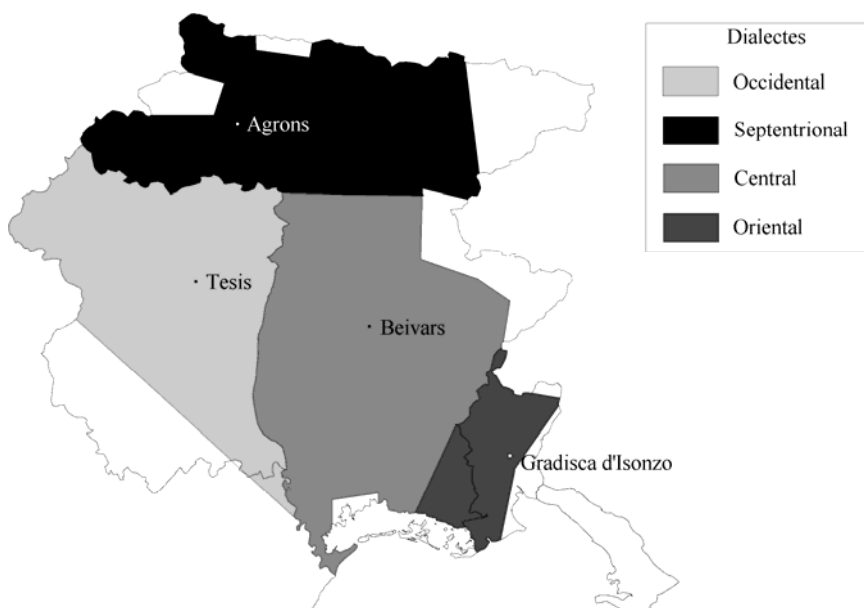 Dialectes
Occidental
Septentrional
Central
Oriental
Agrons
Tesis
Beivars
Gradisca d'Isonzo